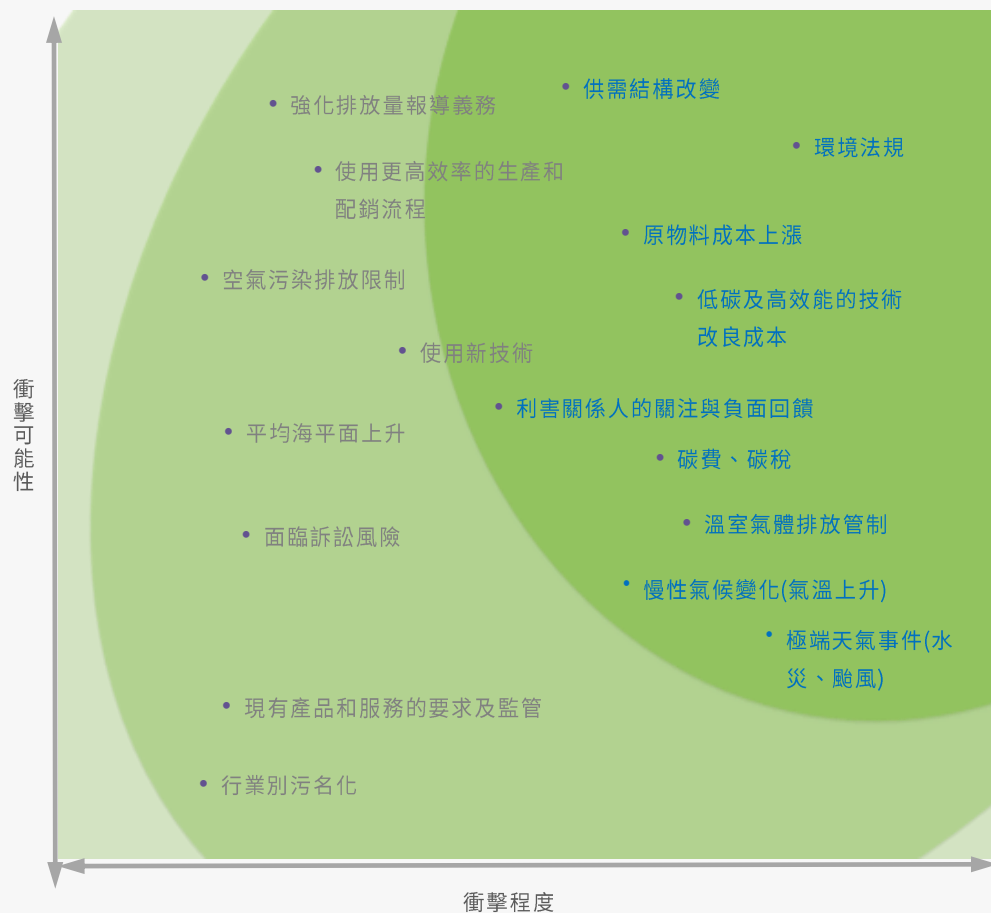 供需結構改變
強化排放量報導義務
環境法規
使用更高效率的生產和
配銷流程
原物料成本上漲
空氣污染排放限制
低碳及高效能的技術
改良成本
使用新技術
利害關係人的關注與負面回饋
平均海平面上升
碳費、碳稅
溫室氣體排放管制
面臨訴訟風險
慢性氣候變化(氣溫上升)
極端天氣事件(水
災、颱風)
現有產品和服務的要求及監管
行業別污名化
衝擊可能性
衝擊程度